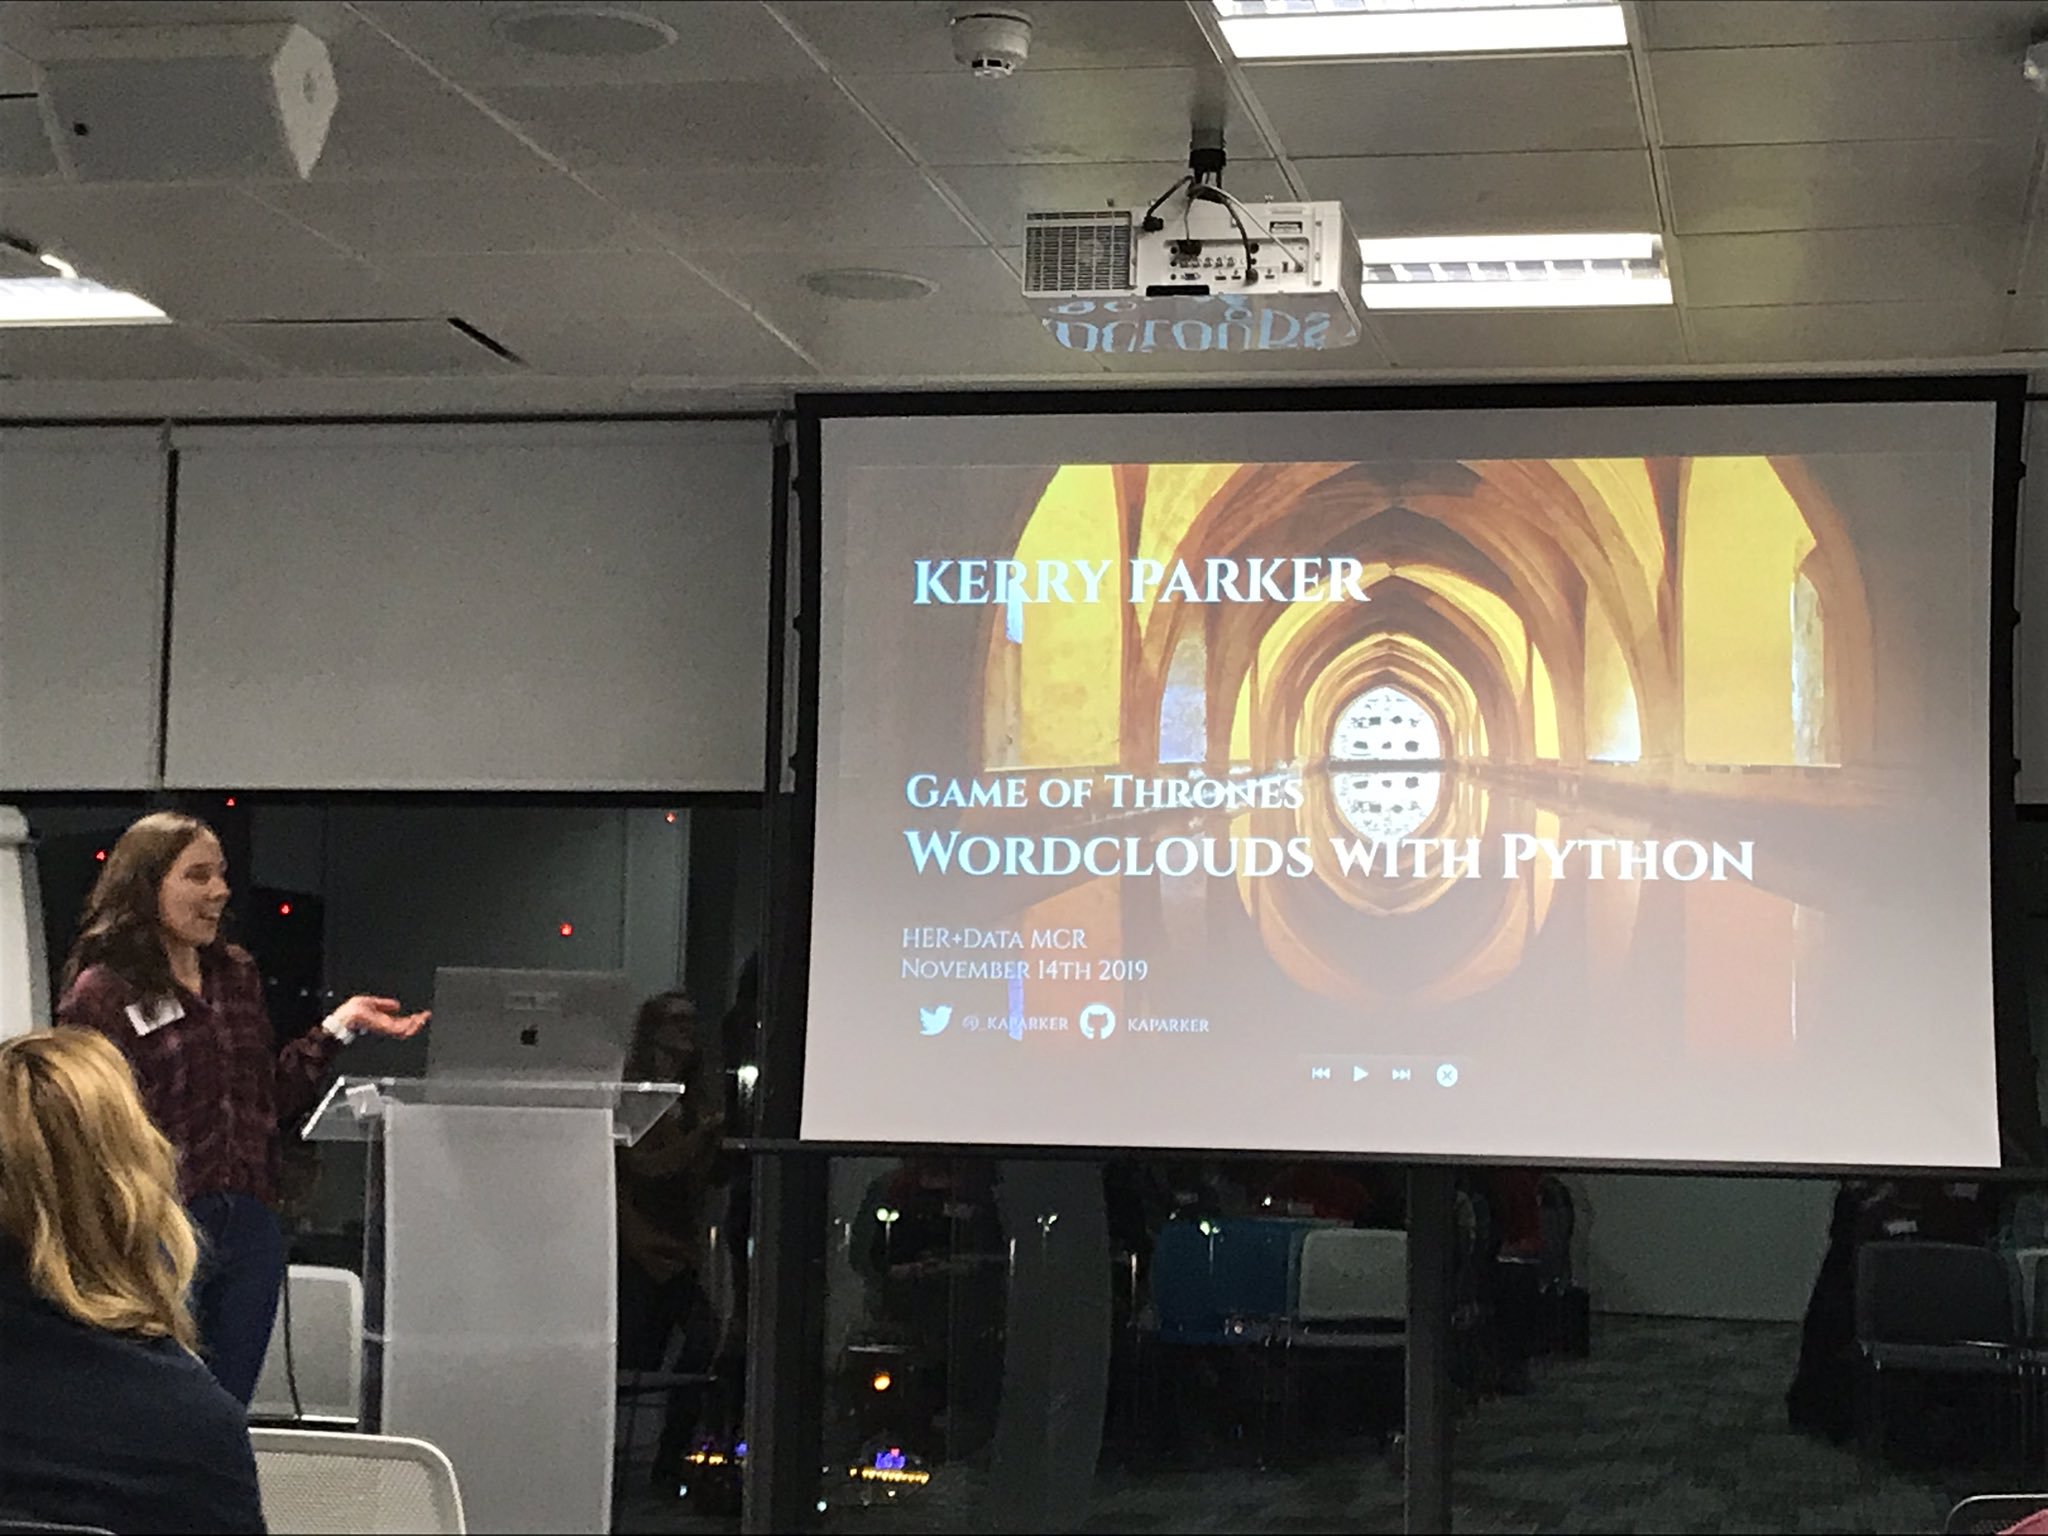 KERRY PARKER
GAME OF THRONES
WORDCLOUDS WITH PYTHON
HER+DATA MCR
NOVEMBER 14TH 2019
@_KAPARKER KAPARKER